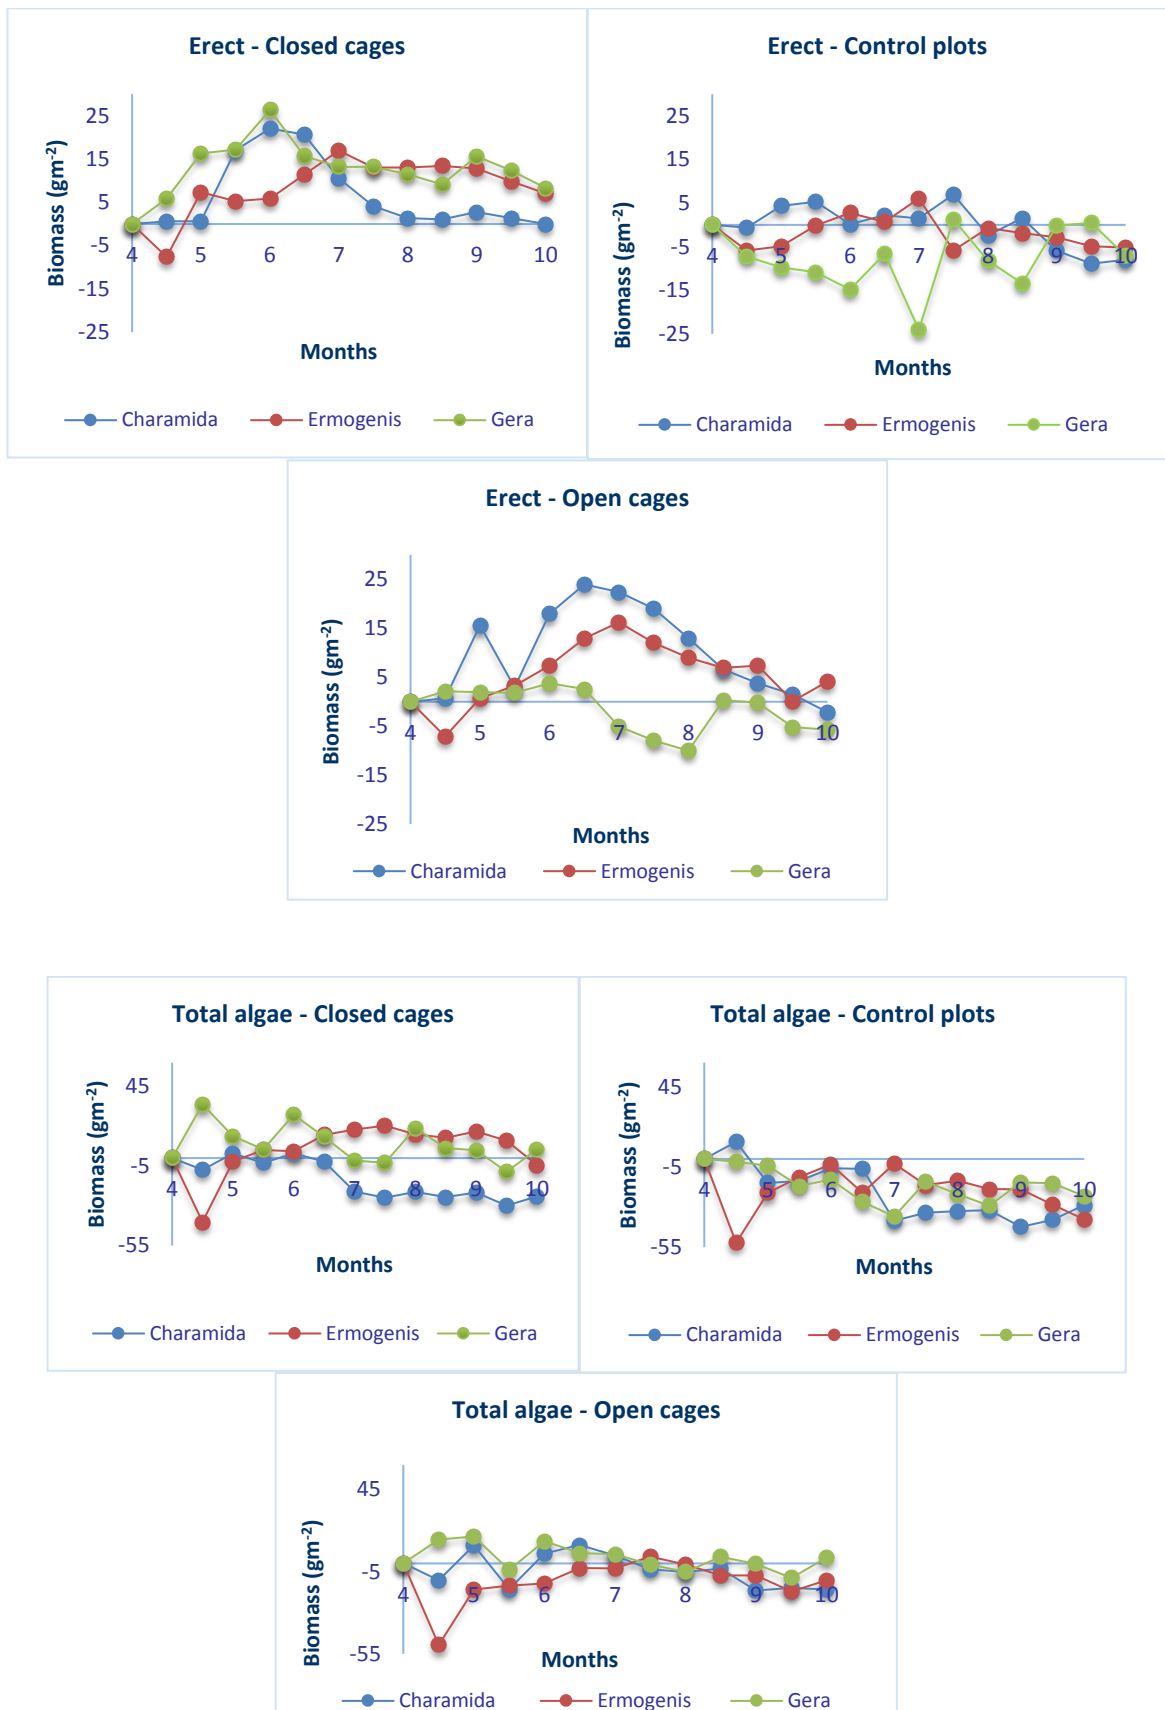 Erect - Closed cages
25
15
5
-5
-15
-25
Biomass (gm-2)
4 5 6 7 8 9 10
Months
Charamida Ermogenis Gera
Erect - Control plots
25
15
5
-5
-15
-25
Biomass (gm-2)
4 5 6 7 8 9 10
Months
Charamida Ermogenis Gera
Erect - Open cages
25
15
5
-5
-15
-25
Biomass (gm-2)
4 5 6 7 8 9 10
Months
Charamida Ermogenis Gera
Total algae - Closed cages
45
-5
-55
Biomass (gm-2)
4 5 6 7 8 9 10
Months
Charamida Ermogenis Gera
Total algae - Control plots
45
-5
-55
Biomass (gm-2)
4 5 6 7 8 9 10
Months
Charamida Ermogenis Gera
Total algae - Open cages
45
-5
-55
Biomass (gm-2)
4 5 6 7 8 9 10
Months
Charamida Ermogenis Gera